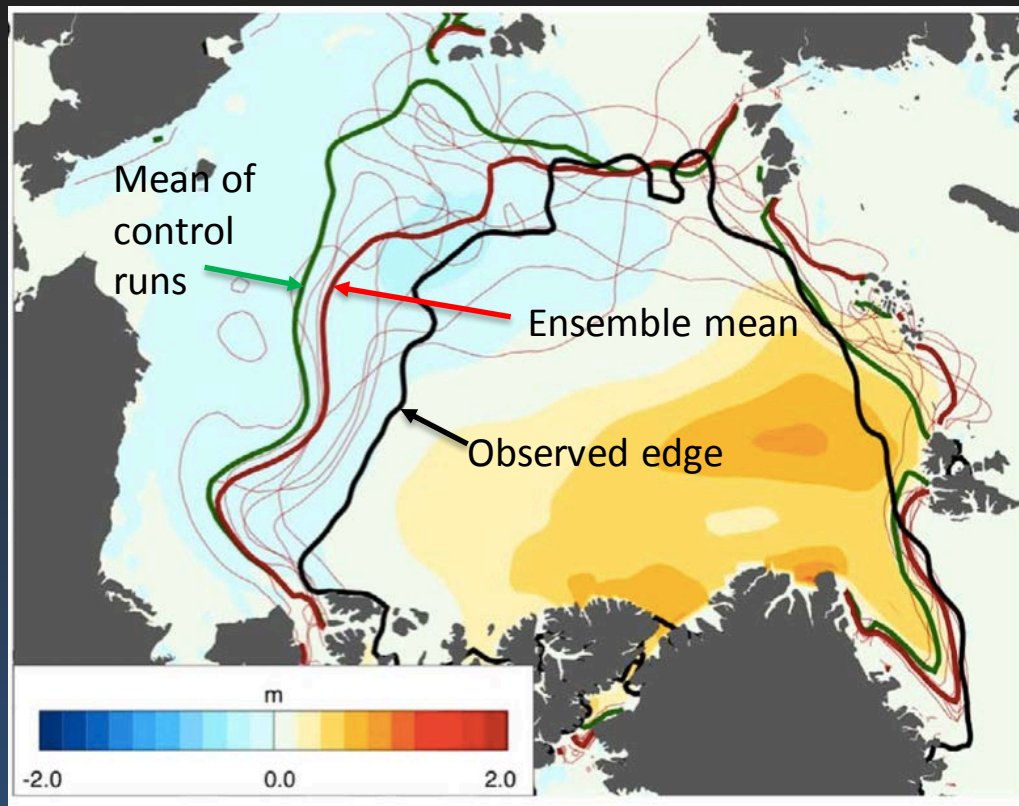 Mean of
control
runs
Ensemble mean
Observed edge
m
-2.0 0.0 2.0